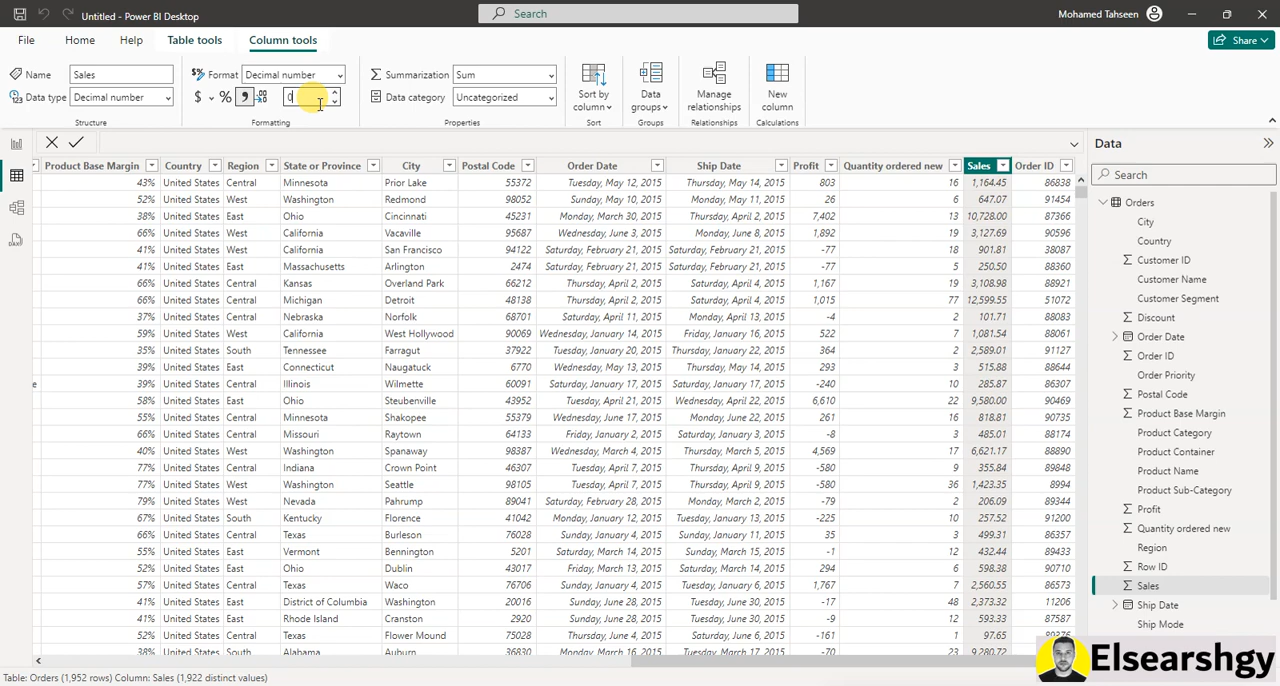 Untitled - Power BI Desktop
Search
Mohamed Tahseen
File Home Help Table tools Column tools
Share
Name Sales
Format Decimal number
Summarization Sum
Data type Decimal number
$ % 0
Data category Uncategorized
Sort by column
Data groups
Manage relationships
New column
Structure Formatting Properties Sort Groups Relationships Calculations
Product Base Margin Country Region State or Province City Postal Code Order Date Ship Date Profit Quantity ordered new Sales Order ID
43% United States Central Minnesota Prior Lake 55372 Tuesday, May 12, 2015 Thursday, May 14, 2015 803 16 1,164.45 86838
52% United States West Washington Redmond 98052 Sunday, May 10, 2015 Monday, May 11, 2015 26 6 647.07 91454
38% United States East Ohio Cincinnati 45231 Monday, March 30, 2015 Thursday, April 2, 2015 7,402 13 10,728.00 87366
66% United States West California Vacaville 95687 Wednesday, June 3, 2015 Monday, June 8, 2015 1,892 19 3,127.69 90596
41% United States West California San Francisco 94122 Saturday, February 21, 2015 Saturday, February 21, 2015 -77 18 901.81 38087
41% United States East Massachusetts Arlington 2474 Saturday, February 21, 2015 Saturday, February 21, 2015 -77 5 250.50 88360
66% United States Central Kansas Overland Park 66212 Thursday, April 2, 2015 Saturday, April 4, 2015 1,167 19 3,108.98 88921
66% United States Central Michigan Detroit 48138 Thursday, April 2, 2015 Saturday, April 4, 2015 1,015 77 12,599.55 51072
37% United States Central Nebraska Norfolk 68701 Saturday, April 11, 2015 Monday, April 13, 2015 -4 2 101.71 88083
59% United States West California West Hollywood 90069 Wednesday, January 14, 2015 Friday, January 16, 2015 522 7 1,081.54 88061
35% United States South Tennessee Farragut 37922 Tuesday, January 20, 2015 Thursday, January 22, 2015 364 2 2,589.01 91127
39% United States East Connecticut Naugatuck 6770 Wednesday, May 13, 2015 Thursday, May 14, 2015 293 3 515.88 88644
e 39% United States Central Illinois Wilmette 60091 Saturday, January 17, 2015 Saturday, January 17, 2015 -240 10 285.87 86307
58% United States East Ohio Steubenville 43952 Tuesday, April 21, 2015 Wednesday, April 22, 2015 6,610 22 9,580.00 90469
55% United States Central Minnesota Shakopee 55379 Wednesday, June 17, 2015 Monday, June 22, 2015 261 16 818.81 90735
66% United States Central Missouri Raytown 64133 Friday, January 2, 2015 Saturday, January 3, 2015 -8 3 485.01 88174
40% United States West Washington Spanaway 98387 Wednesday, March 4, 2015 Thursday, March 5, 2015 4,569 17 6,621.17 88890
77% United States Central Indiana Crown Point 46307 Tuesday, April 7, 2015 Thursday, April 9, 2015 -580 9 355.84 89848
77% United States West Washington Seattle 98105 Tuesday, April 7, 2015 Thursday, April 9, 2015 -580 36 1,423.35 8994
79% United States West Nevada Pahrump 89041 Saturday, February 28, 2015 Monday, March 2, 2015 -79 2 206.09 89344
67% United States South Kentucky Florence 41042 Monday, January 12, 2015 Tuesday, January 13, 2015 -225 10 257.52 91200
66% United States Central Texas Burleson 76028 Sunday, January 11, 2015 Tuesday, January 13, 2015 35 3 499.31 86357
55% United States East Vermont Bennington 5201 Saturday, March 14, 2015 Sunday, March 15, 2015 -1 12 432.44 89433
52% United States East Ohio Dublin 43017 Friday, March 13, 2015 Saturday, March 14, 2015 294 6 598.38 90710
55% United States Central Texas Waco 76706 Sunday, January 4, 2015 Tuesday, January 6, 2015 1,767 7 2,560.55 86573
41% United States East District of Columbia Washington 20016 Sunday, June 28, 2015 Tuesday, June 30, 2015 -17 48 2,373.32 11206
41% United States East Rhode Island Cranston 2920 Sunday, June 28, 2015 Tuesday, June 30, 2015 -9 12 593.33 87587
52% United States Central Texas Flower Mound 75028 Thursday, June 4, 2015 Saturday, June 6, 2015 -161 1 97.65
38% United States South Alabama Auburn 36830 Monday, March 16, 2015 Tuesday, March 17, 2015 -70 23 9,280.72
Data
Search
Orders
City
Country
Customer ID
Customer Name
Customer Segment
Discount
Order Date
Order ID
Order Priority
Postal Code
Product Base Margin
Product Category
Product Container
Product Name
Product Sub-Category
Profit
Quantity ordered new
Region
Row ID
Sales
Ship Date
Ship Mode
Table: Orders (1,952 rows) Column: Sales (1,922 distinct values)
Elsearshgy